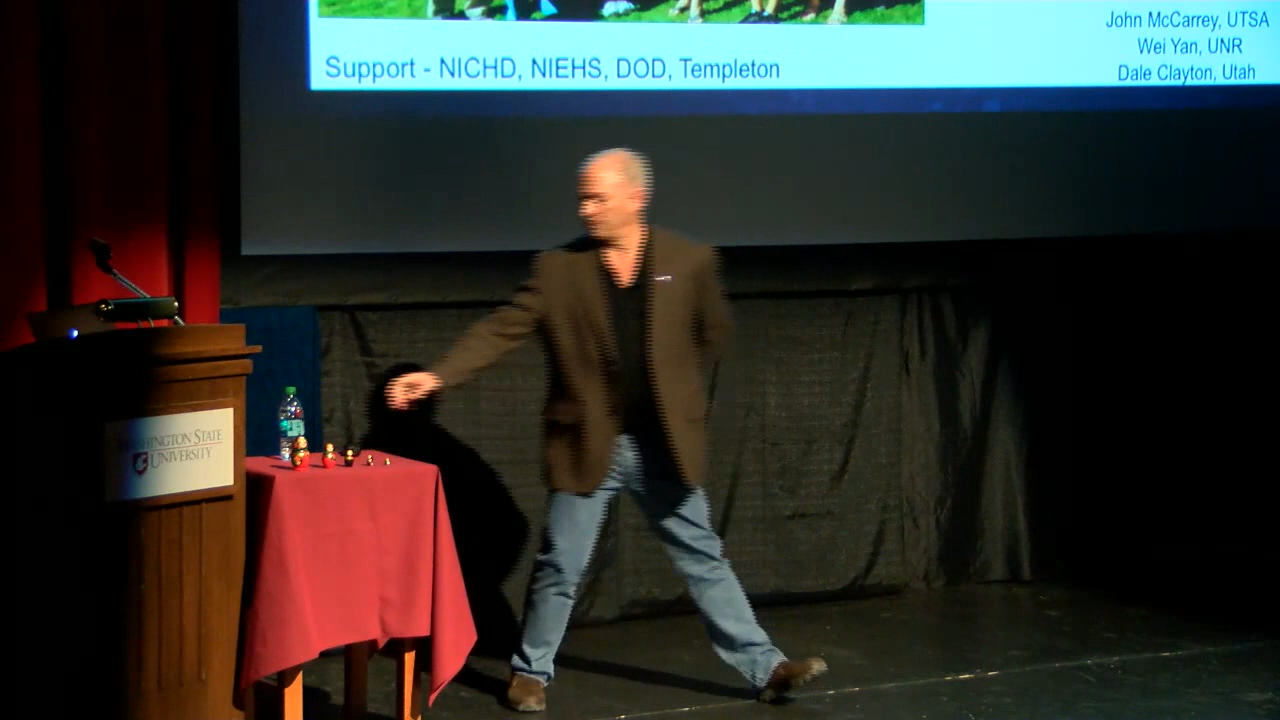 John McCarrey, UTSA
Wei Yan, UNR
Dale Clayton, Utah
Support - NICHD, NIEHS, DOD, Templeton
WASHINGTON STATE
UNIVERSITY